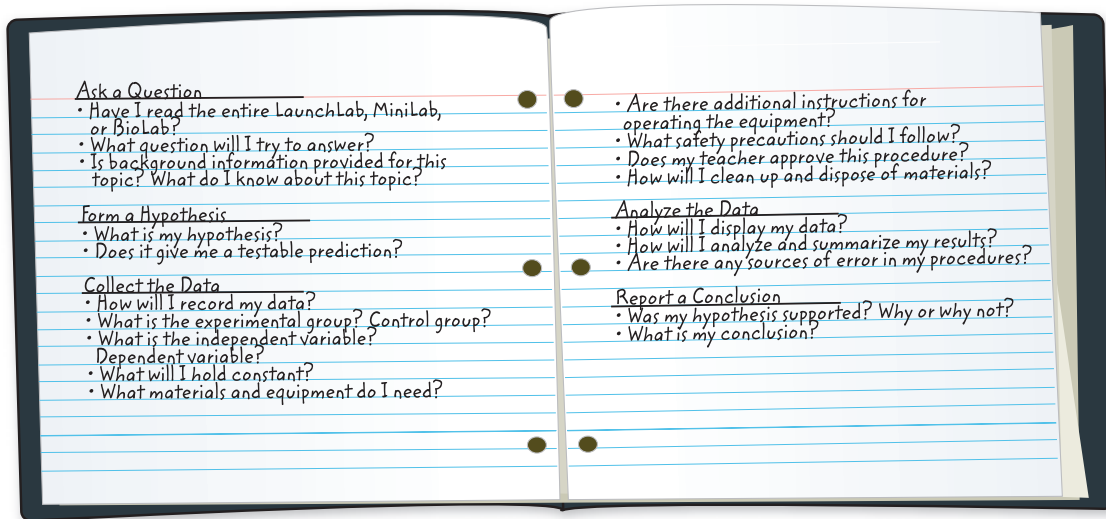 Ask a Question
• Have I read the entire LaunchLab, MiniLab,
or BioLab?
• What question will I try to answer?
• Is background information provided for this
topic? What do I know about this topic?
Form a Hypothesis
• What is my hypothesis?
• Does it give me a testable prediction?
Collect the Data
• How will I record my data?
• What is the experimental group? Control group?
• What is the independent variable?
Dependent variable?
• What will I hold constant?
• What materials and equipment do I need?
• Are there additional instructions for
operating the equipment?
• What safety precautions should I follow?
• Does my teacher approve this procedure?
• How will I clean up and dispose of materials?
Analyze the Data
• How will I display my data?
• How will I analyze and summarize my results?
• Are there any sources of error in my procedures?
Report a Conclusion
• Was my hypothesis supported? Why or why not?
• What is my conclusion?